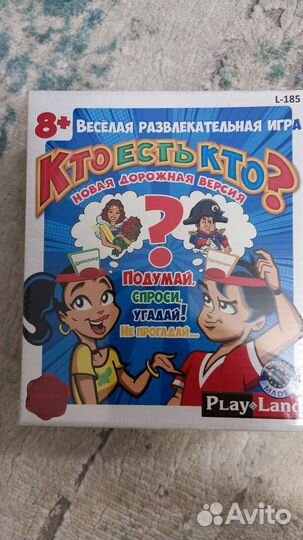 L-185
8+ ВЕСЕЛАЯ РАЗВЛЕКАТЕЛЬНАЯ ИГРА
КТО ЕСТЬ КТО?
НОВАЯ ДОРОЖНАЯ ВЕРСИЯ
?
Динозавр
ПОДУМАЙ,
СПРОСИ,
УГАДАЙ!
НЕ ПРОГАДАЙ...
PLAY LAND
Avito